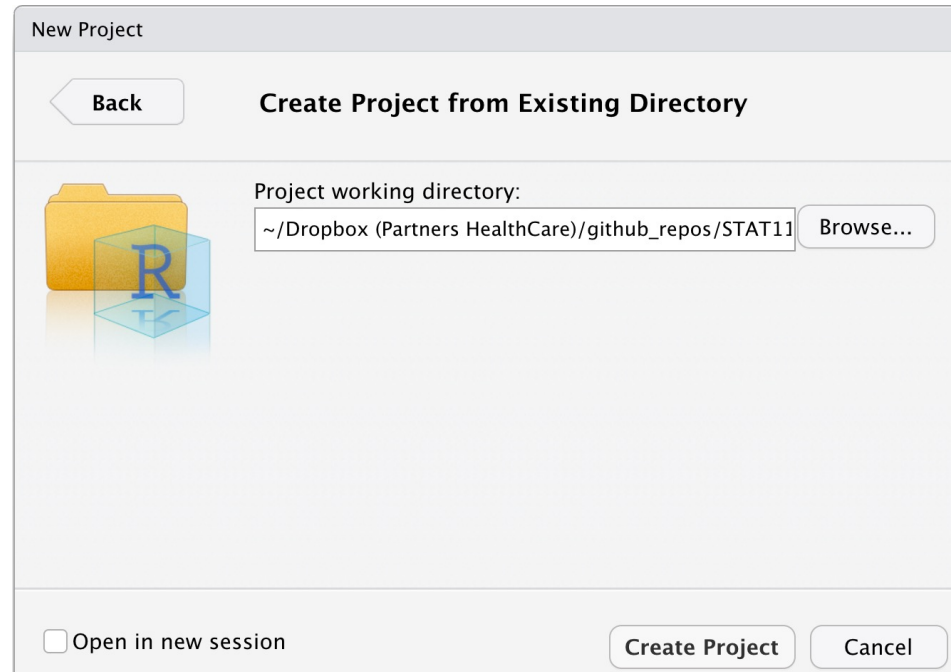 New Project
Back
Create Project from Existing Directory
Project working directory:
~/Dropbox (Partners HealthCare)/github_repos/STAT11
Browse...
R
Open in new session
Create Project
Cancel